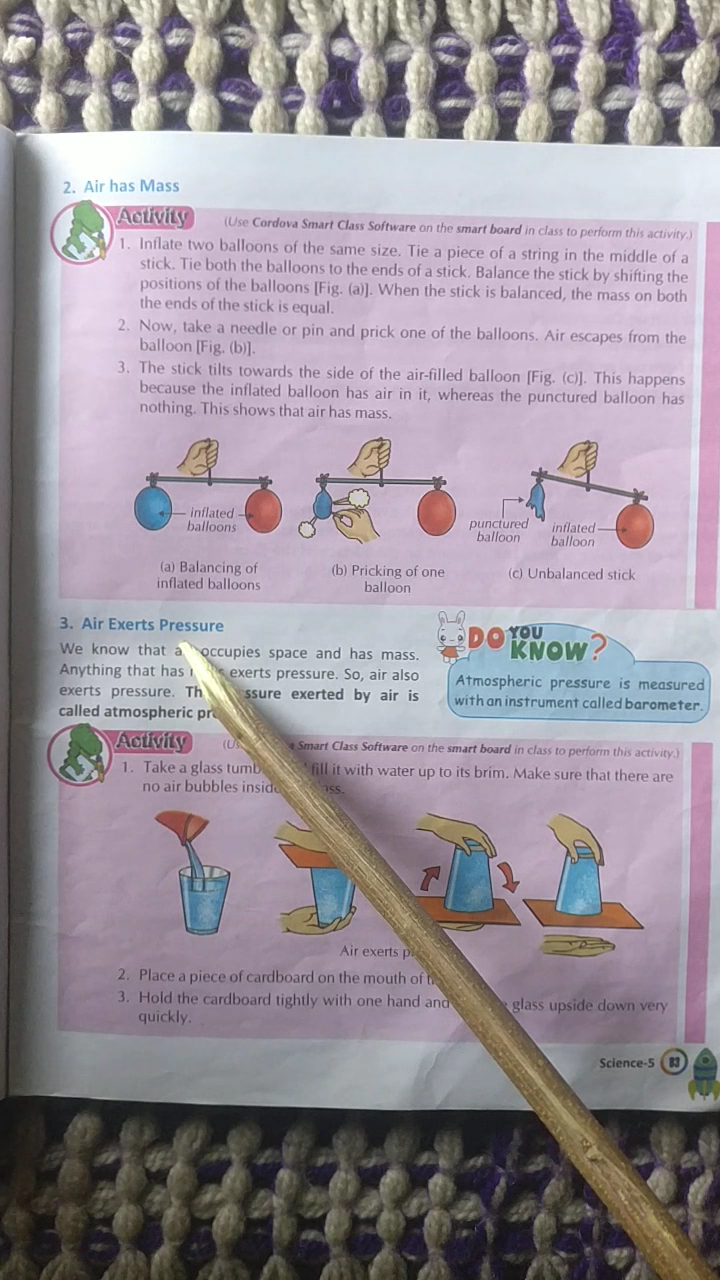 2. Air has Mass
Activity (Use Cordova Smart Class Software on the smart board in class to perform this activity.)
1. Inflate two balloons of the same size. Tie a piece of string in the middle of a
stick. Tie both the balloons to the ends of a stick. Balance the stick by shifting the
positions of the balloons [Fig. (a)]. When the stick is balanced, the mass on both
the ends of the stick is equal.
2. Now, take a needle or pin and prick one of the balloons. Air escapes from the
balloon [Fig. (b)].
3. The stick tilts towards the side of the air-filled balloon [Fig. (c)]. This happens
because the inflated balloon has air in it, whereas the punctured balloon has
nothing. This shows that air has mass.
inflated
balloons
punctured
balloon
inflated
balloon
(a) Balancing of
inflated balloons
(b) Pricking of one
balloon
(c) Unbalanced stick
3. Air Exerts Pressure
We know that occupies space and has mass.
Anything that has exerts pressure. So, air also
exerts pressure. exerted by air is
called atmospheric
DO YOU KNOW?
Atmospheric pressure is measured
with an instrument called barometer.
Activity Smart Class Software on the smart board in class to perform this activity.)
1. Take a glass fill it with water up to its brim. Make sure that there are
no air bubbles
Air exerts
2. Place a piece of cardboard on the mouth of
3. Hold the cardboard tightly with one hand and glass upside down very
quickly.
Science-5 83